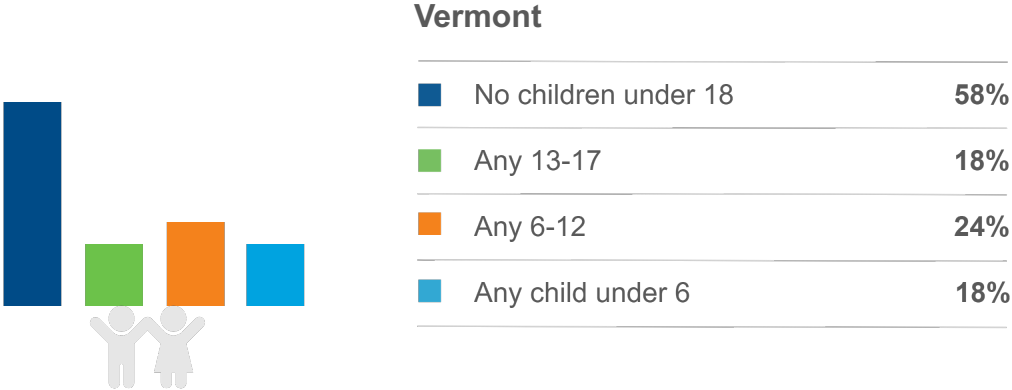 Vermont
No children under 18 58%
Any 13-17 18%
Any 6-12 24%
Any child under 6 18%